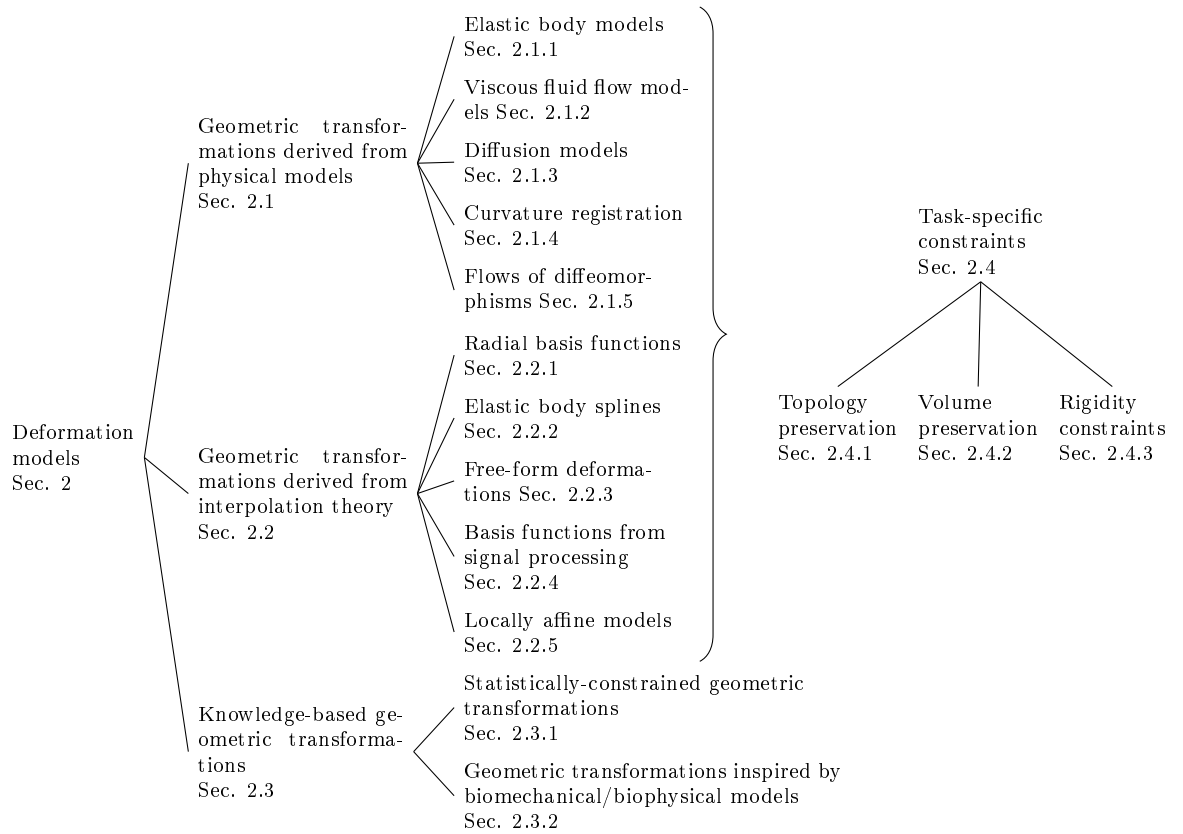 Deformation
models
Sec. 2
Geometric transfor-
mations derived from
physical models
Sec. 2.1
Elastic body models
Sec. 2.1.1
Viscous fluid flow mod-
els Sec. 2.1.2
Diffusion models
Sec. 2.1.3
Curvature registration
Sec. 2.1.4
Flows of diffeomor-
phisms Sec. 2.1.5
Geometric transfor-
mations derived from
interpolation theory
Sec. 2.2
Radial basis functions
Sec. 2.2.1
Elastic body splines
Sec. 2.2.2
Free-form deforma-
tions Sec. 2.2.3
Basis functions from
signal processing
Sec. 2.2.4
Locally affine models
Sec. 2.2.5
Knowledge-based ge-
ometric transforma-
tions
Sec. 2.3
Statistically-constrained geometric
transformations
Sec. 2.3.1
Geometric transformations inspired by
biomechanical/biophysical models
Sec. 2.3.2
Task-specific
constraints
Sec. 2.4
Topology
preservation
Sec. 2.4.1
Volume
preservation
Sec. 2.4.2
Rigidity
constraints
Sec. 2.4.3